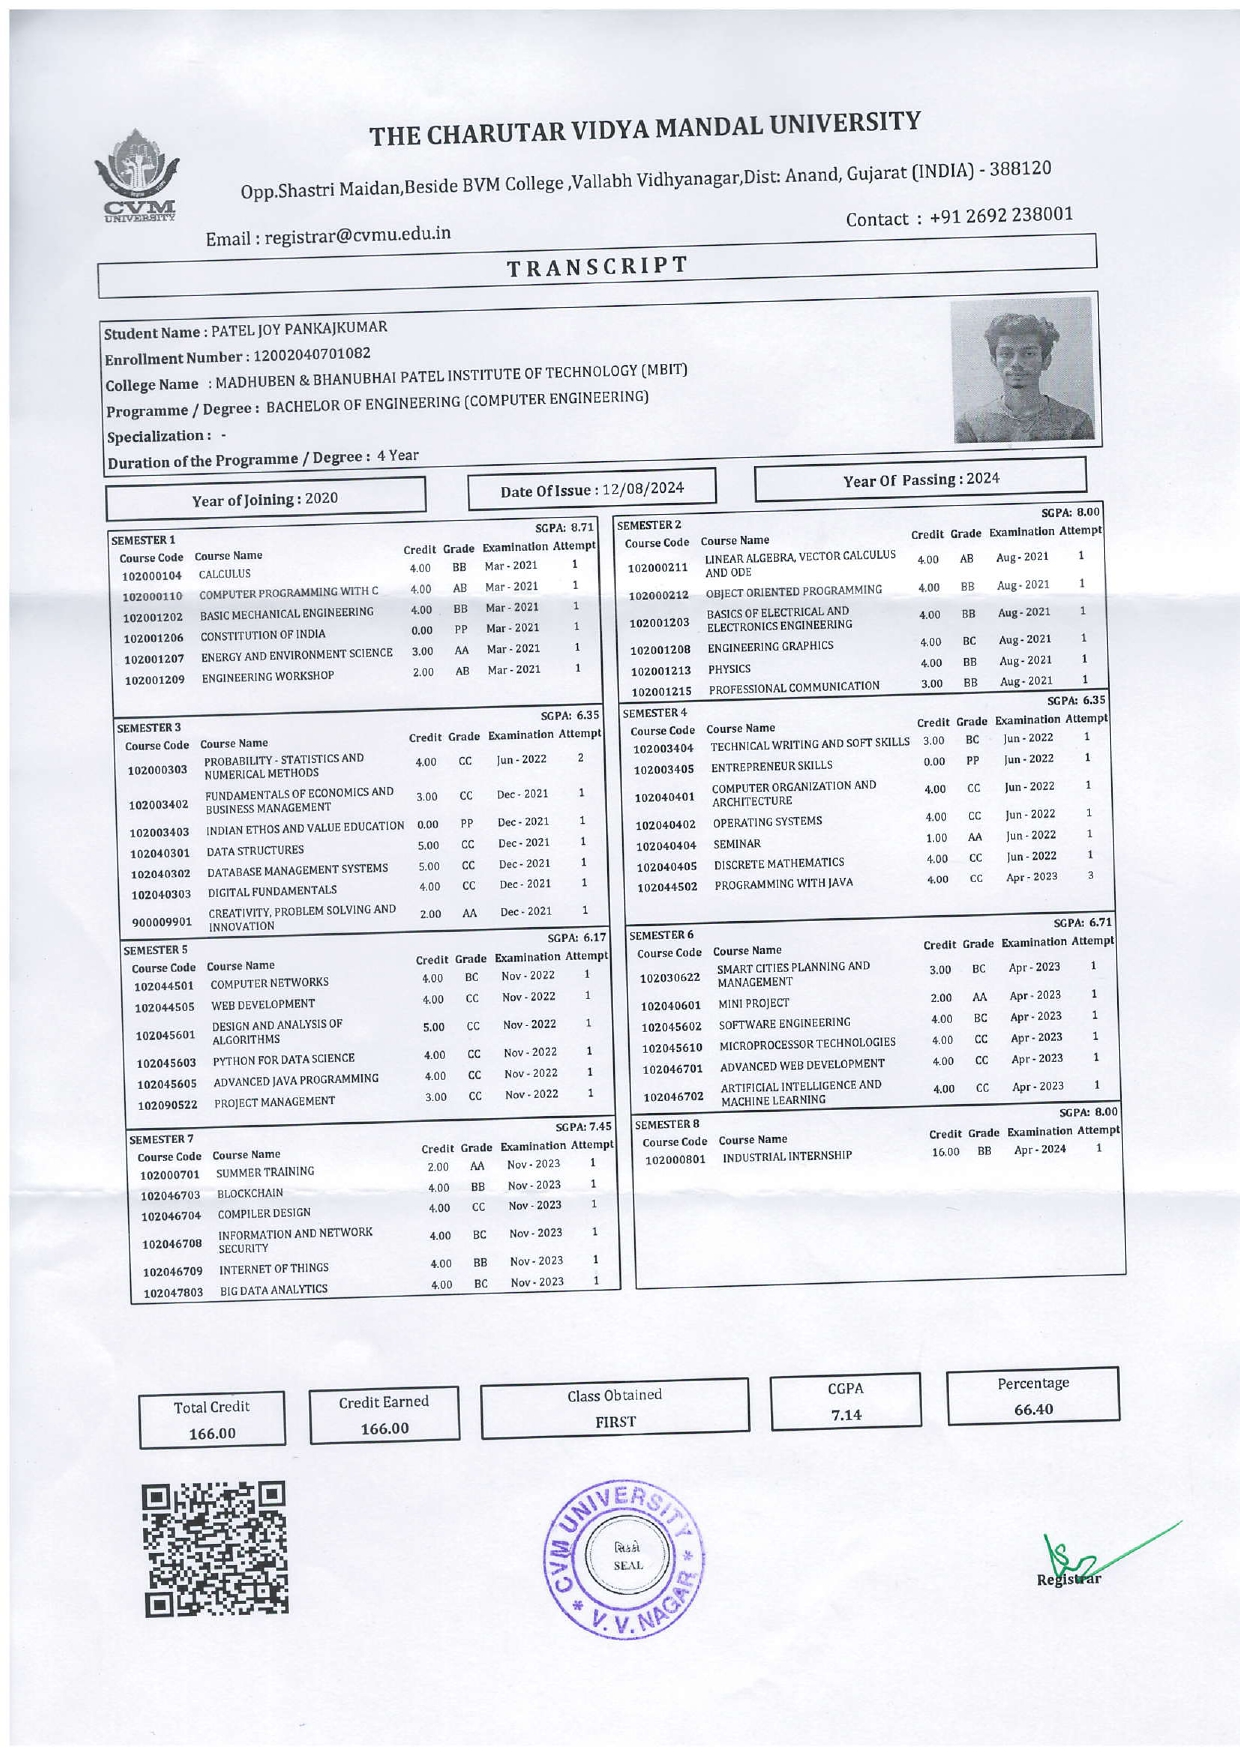 THE CHARUTAR VIDYA MANDAL UNIVERSITY
CVM
UNIVERSITY
Opp.Shastri Maidan,Beside BVM College ,Vallabh Vidhyanagar,Dist: Anand, Gujarat (INDIA) - 388120
Email : registrar@cvmu.edu.in
Contact : +91 2692 238001
TRANSCRIPT
Student Name : PATEL JOY PANKAJKUMAR
Enrollment Number : 12002040701082
College Name : MADHUBEN & BHANUBHAI PATEL INSTITUTE OF TECHNOLOGY (MBIT)
Programme / Degree : BACHELOR OF ENGINEERING (COMPUTER ENGINEERING)
Specialization : -
Duration of the Programme / Degree : 4 Year
Year of Joining : 2020
Date Of Issue : 12/08/2024
Year Of Passing : 2024
SEMESTER 1 SGPA: 8.71
Course Code Course Name Credit Grade Examination Attempt
102000104 CALCULUS 4.00 BB Mar - 2021 1
102000110 COMPUTER PROGRAMMING WITH C 4.00 AB Mar - 2021 1
102001202 BASIC MECHANICAL ENGINEERING 4.00 BB Mar - 2021 1
102001206 CONSTITUTION OF INDIA 0.00 PP Mar - 2021 1
102001207 ENERGY AND ENVIRONMENT SCIENCE 3.00 AA Mar - 2021 1
102001209 ENGINEERING WORKSHOP 2.00 AB Mar - 2021 1
SEMESTER 2 SGPA: 8.00
Course Code Course Name Credit Grade Examination Attempt
102000211 LINEAR ALGEBRA, VECTOR CALCULUS 4.00 AB Aug - 2021 1
AND ODE
102000212 OBJECT ORIENTED PROGRAMMING 4.00 BB Aug - 2021 1
102001203 BASICS OF ELECTRICAL AND 4.00 BB Aug - 2021 1
ELECTRONICS ENGINEERING
102001208 ENGINEERING GRAPHICS 4.00 BC Aug - 2021 1
102001213 PHYSICS 4.00 BB Aug - 2021 1
102001215 PROFESSIONAL COMMUNICATION 3.00 BB Aug - 2021 1
SEMESTER 3 SGPA: 6.35
Course Code Course Name Credit Grade Examination Attempt
102000303 PROBABILITY - STATISTICS AND 4.00 CC Jun - 2022 2
NUMERICAL METHODS
102003402 FUNDAMENTALS OF ECONOMICS AND 3.00 CC Dec - 2021 1
BUSINESS MANAGEMENT
102003403 INDIAN ETHOS AND VALUE EDUCATION 0.00 PP Dec - 2021 1
102040301 DATA STRUCTURES 5.00 CC Dec - 2021 1
102040302 DATABASE MANAGEMENT SYSTEMS 5.00 CC Dec - 2021 1
102040303 DIGITAL FUNDAMENTALS 4.00 CC Dec - 2021 1
900009901 CREATIVITY, PROBLEM SOLVING AND 2.00 AA Dec - 2021 1
INNOVATION
SEMESTER 4 SGPA: 6.35
Course Code Course Name Credit Grade Examination Attempt
102003404 TECHNICAL WRITING AND SOFT SKILLS 3.00 BC Jun - 2022 1
102003405 ENTREPRENEUR SKILLS 0.00 PP Jun - 2022 1
102040401 COMPUTER ORGANIZATION AND 4.00 CC Jun - 2022 1
ARCHITECTURE
102040402 OPERATING SYSTEMS 4.00 CC Jun - 2022 1
102040404 SEMINAR 1.00 AA Jun - 2022 1
102040405 DISCRETE MATHEMATICS 4.00 CC Jun - 2022 1
102044502 PROGRAMMING WITH JAVA 4.00 CC Apr - 2023 3
SEMESTER 5 SGPA: 6.17
Course Code Course Name Credit Grade Examination Attempt
102044501 COMPUTER NETWORKS 4.00 BC Nov - 2022 1
102044505 WEB DEVELOPMENT 4.00 CC Nov - 2022 1
102045601 DESIGN AND ANALYSIS OF 5.00 CC Nov - 2022 1
ALGORITHMS
102045603 PYTHON FOR DATA SCIENCE 4.00 CC Nov - 2022 1
102045605 ADVANCED JAVA PROGRAMMING 4.00 CC Nov - 2022 1
102090522 PROJECT MANAGEMENT 3.00 CC Nov - 2022 1
SEMESTER 6 SGPA: 6.71
Course Code Course Name Credit Grade Examination Attempt
102030622 SMART CITIES PLANNING AND 3.00 BC Apr - 2023 1
MANAGEMENT
102040601 MINI PROJECT 2.00 AA Apr - 2023 1
102045602 SOFTWARE ENGINEERING 4.00 BC Apr - 2023 1
102045610 MICROPROCESSOR TECHNOLOGIES 4.00 CC Apr - 2023 1
102046701 ADVANCED WEB DEVELOPMENT 4.00 CC Apr - 2023 1
102046702 ARTIFICIAL INTELLIGENCE AND 4.00 CC Apr - 2023 1
MACHINE LEARNING
SEMESTER 7 SGPA: 7.45
Course Code Course Name Credit Grade Examination Attempt
102000701 SUMMER TRAINING 2.00 AA Nov - 2023 1
102046703 BLOCKCHAIN 4.00 BB Nov - 2023 1
102046704 COMPILER DESIGN 4.00 CC Nov - 2023 1
102046708 INFORMATION AND NETWORK 4.00 BC Nov - 2023 1
SECURITY
102046709 INTERNET OF THINGS 4.00 BB Nov - 2023 1
102047803 BIG DATA ANALYTICS 4.00 BC Nov - 2023 1
SEMESTER 8 SGPA: 8.00
Course Code Course Name Credit Grade Examination Attempt
102000801 INDUSTRIAL INTERNSHIP 16.00 BB Apr - 2024 1
Total Credit
166.00
Credit Earned
166.00
Class Obtained
FIRST
CGPA
7.14
Percentage
66.40
CVM UNIVERSITY
* V. V. NAGAR *
SEAL
Registrar